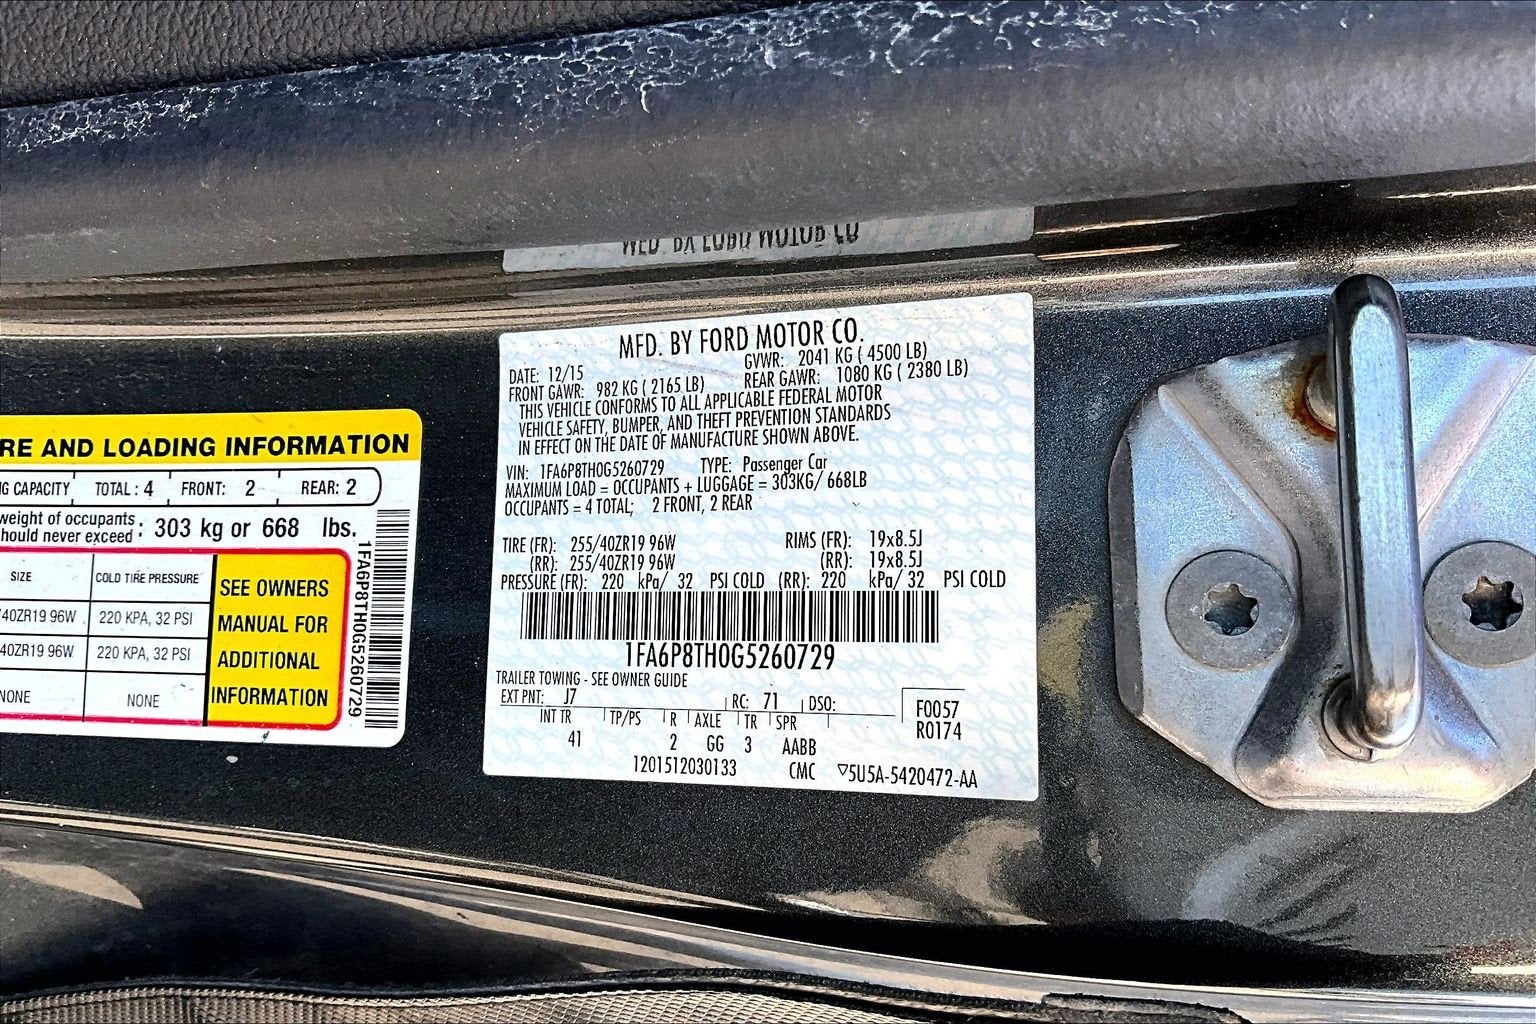 RE AND LOADING INFORMATION
G CAPACITY TOTAL : 4 FRONT: 2 REAR: 2
weight of occupants
hould never exceed : 303 kg or 668 lbs.
SIZE COLD TIRE PRESSURE
40ZR19 96W 220 KPA, 32 PSI
40ZR19 96W 220 KPA, 32 PSI
NONE NONE
SEE OWNERS
MANUAL FOR
ADDITIONAL
INFORMATION
1FA6P8TH0G5260729
MFD. BY FORD MOTOR CO.
DATE: 12/15 GVWR: 2041 KG ( 4500 LB)
FRONT GAWR: 982 KG ( 2165 LB) REAR GAWR: 1080 KG ( 2380 LB)
THIS VEHICLE CONFORMS TO ALL APPLICABLE FEDERAL MOTOR
VEHICLE SAFETY, BUMPER, AND THEFT PREVENTION STANDARDS
IN EFFECT ON THE DATE OF MANUFACTURE SHOWN ABOVE.
VIN: 1FA6P8TH0G5260729 TYPE: Passenger Car
MAXIMUM LOAD = OCCUPANTS + LUGGAGE = 303KG/ 668LB
OCCUPANTS = 4 TOTAL; 2 FRONT, 2 REAR
TIRE (FR): 255/40ZR19 96W RIMS (FR): 19x8.5J
(RR): 255/40ZR19 96W (RR): 19x8.5J
PRESSURE (FR): 220 kPa/ 32 PSI COLD (RR): 220 kPa/ 32 PSI COLD
1FA6P8TH0G5260729
TRAILER TOWING - SEE OWNER GUIDE
EXT PNT: J7 RC: 71 DSO: F0057
INT TR TP/PS R AXLE TR SPR R0174
41 2 GG 3 AABB
1201512030133 CMC ▽5U5A-5420472-AA